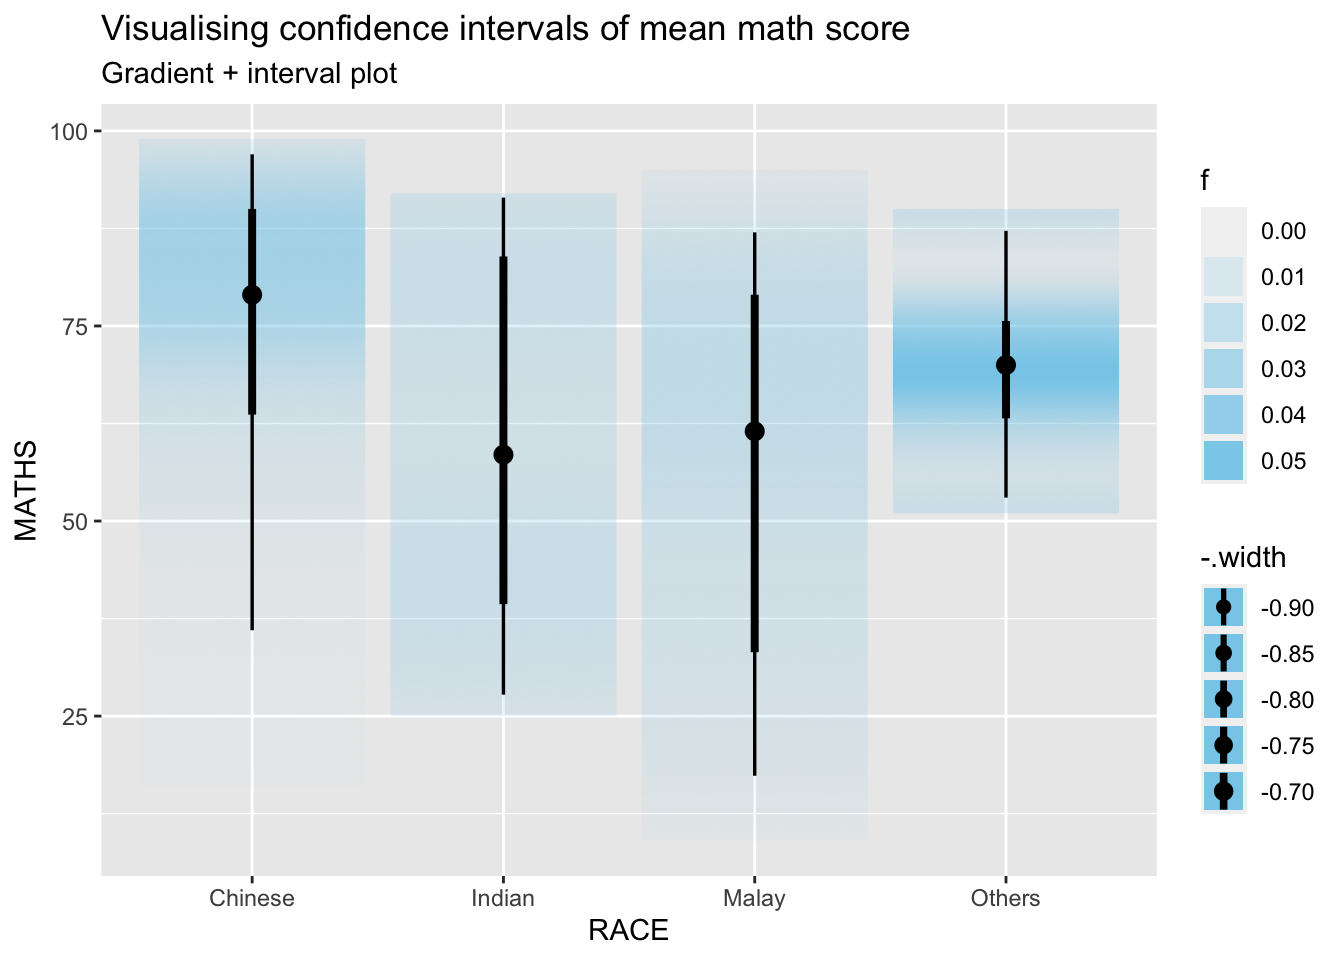 Visualising confidence intervals of mean math score
Gradient + interval plot
100
75
50
25
MATHS
Chinese
Indian
Malay
Others
RACE
f
0.00
0.01
0.02
0.03
0.04
0.05
-.width
-0.90
-0.85
-0.80
-0.75
-0.70